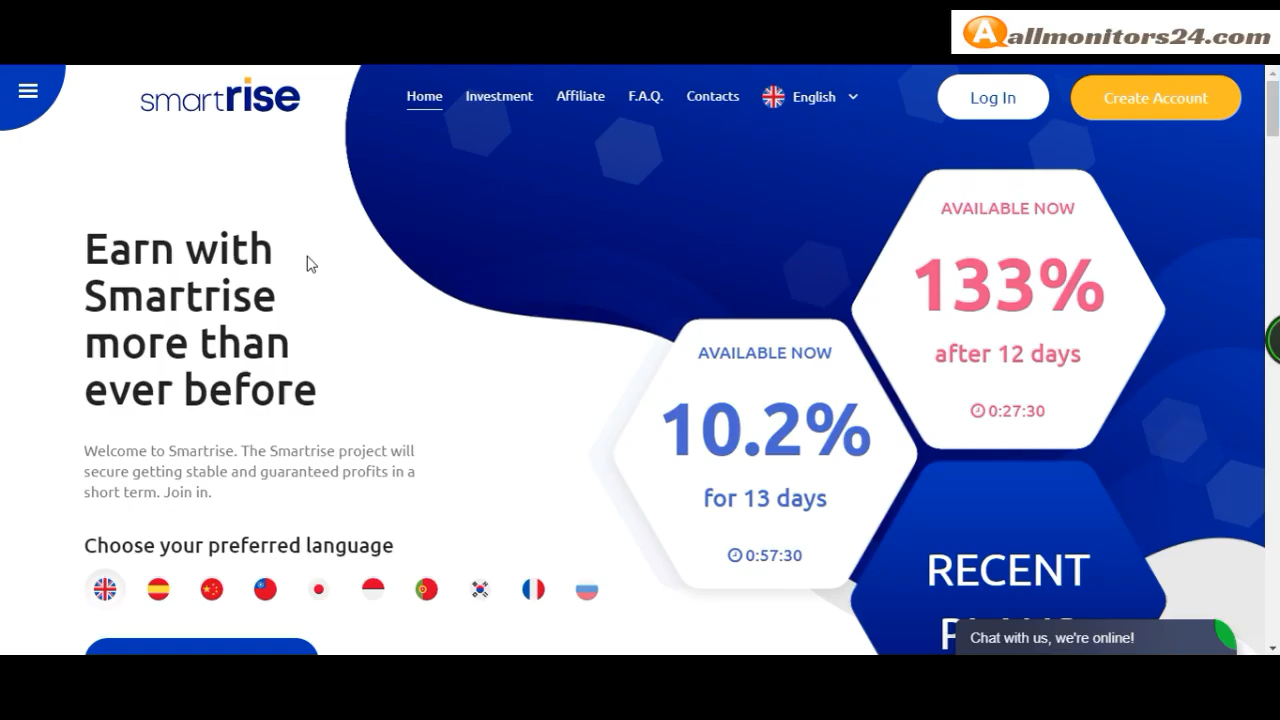 allmonitors24.com
smartrise
Home Investment Affiliate F.A.Q. Contacts English Log In Create Account
Earn with
Smartrise
more than
ever before
Welcome to Smartrise. The Smartrise project will
secure getting stable and guaranteed profits in a
short term. Join in.
Choose your preferred language
AVAILABLE NOW
133%
after 12 days
0:27:30
AVAILABLE NOW
10.2%
for 13 days
0:57:30
RECENT
Chat with us, we're online!